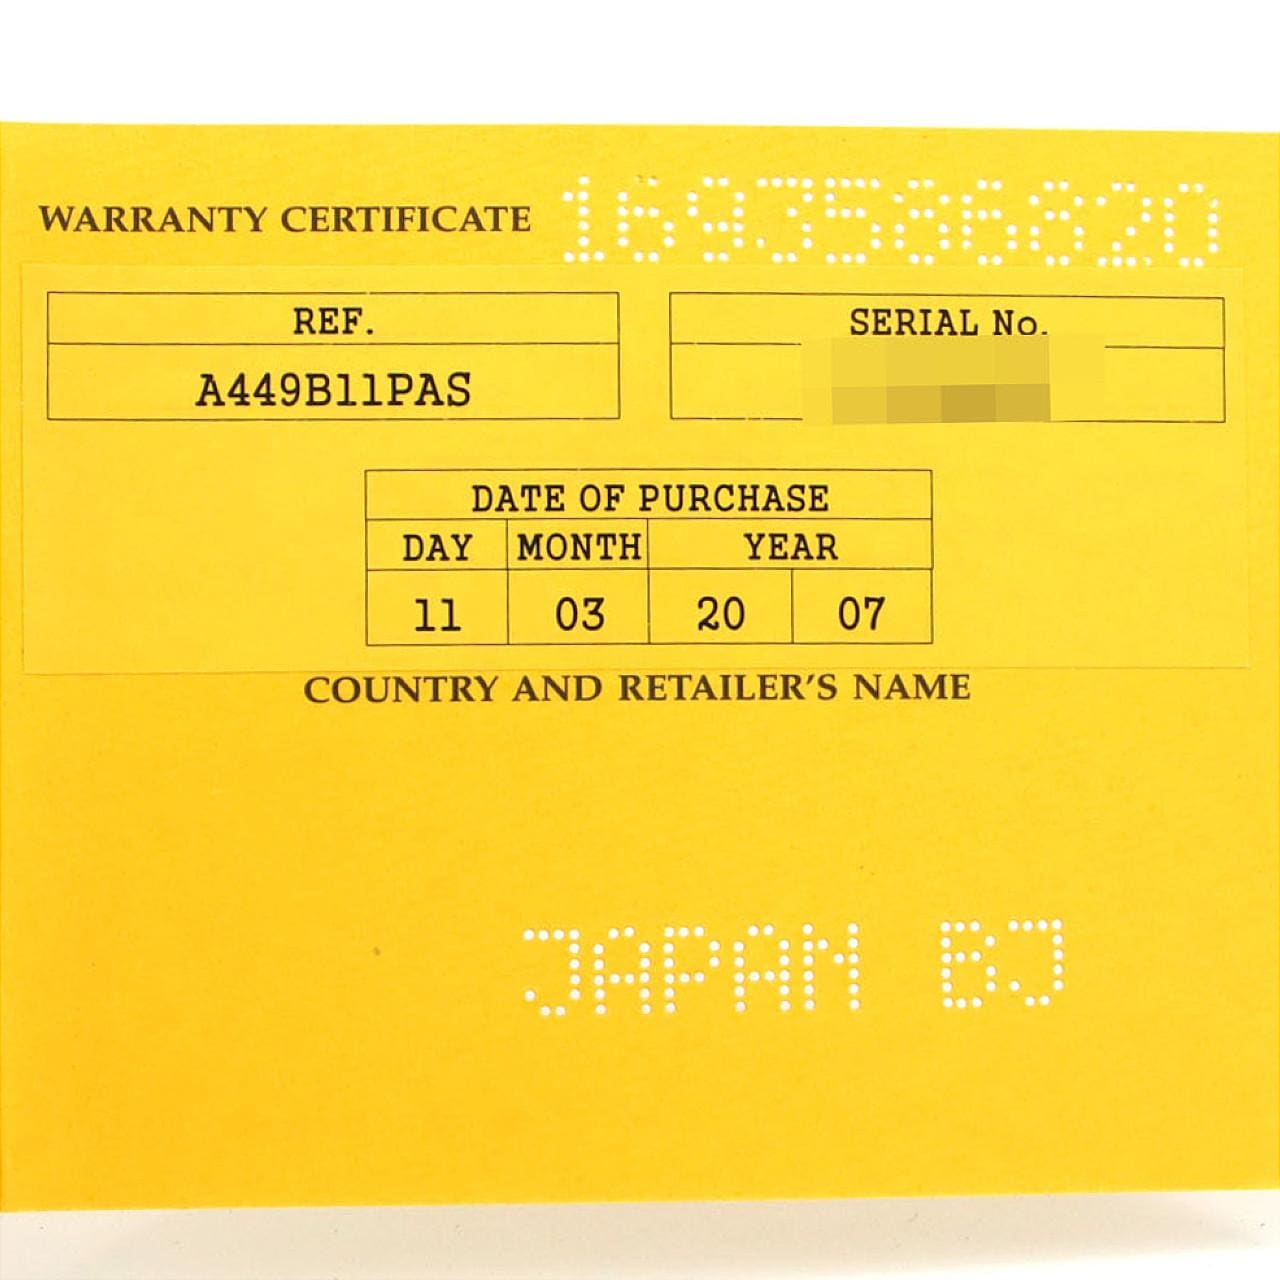 WARRANTY CERTIFICATE 1693586820
REF. SERIAL No.
A449B11PAS
DATE OF PURCHASE
DAY MONTH YEAR
11 03 20 07
COUNTRY AND RETAILER'S NAME
JAPAN BJ